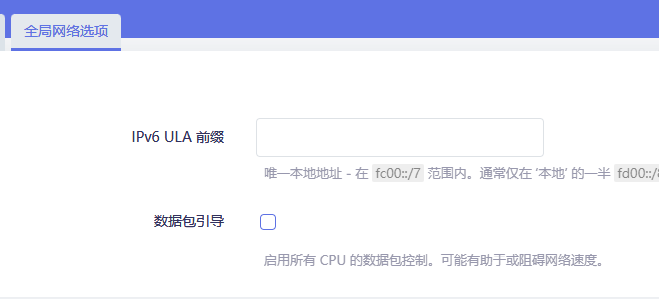 全局网络选项
IPv6 ULA 前缀
唯一本地地址 - 在 fc00::/7 范围内。通常仅在 ‘本地’ 的一半 fd00::/8
数据包引导
启用所有 CPU 的数据包控制。可能有助于或阻碍网络速度。